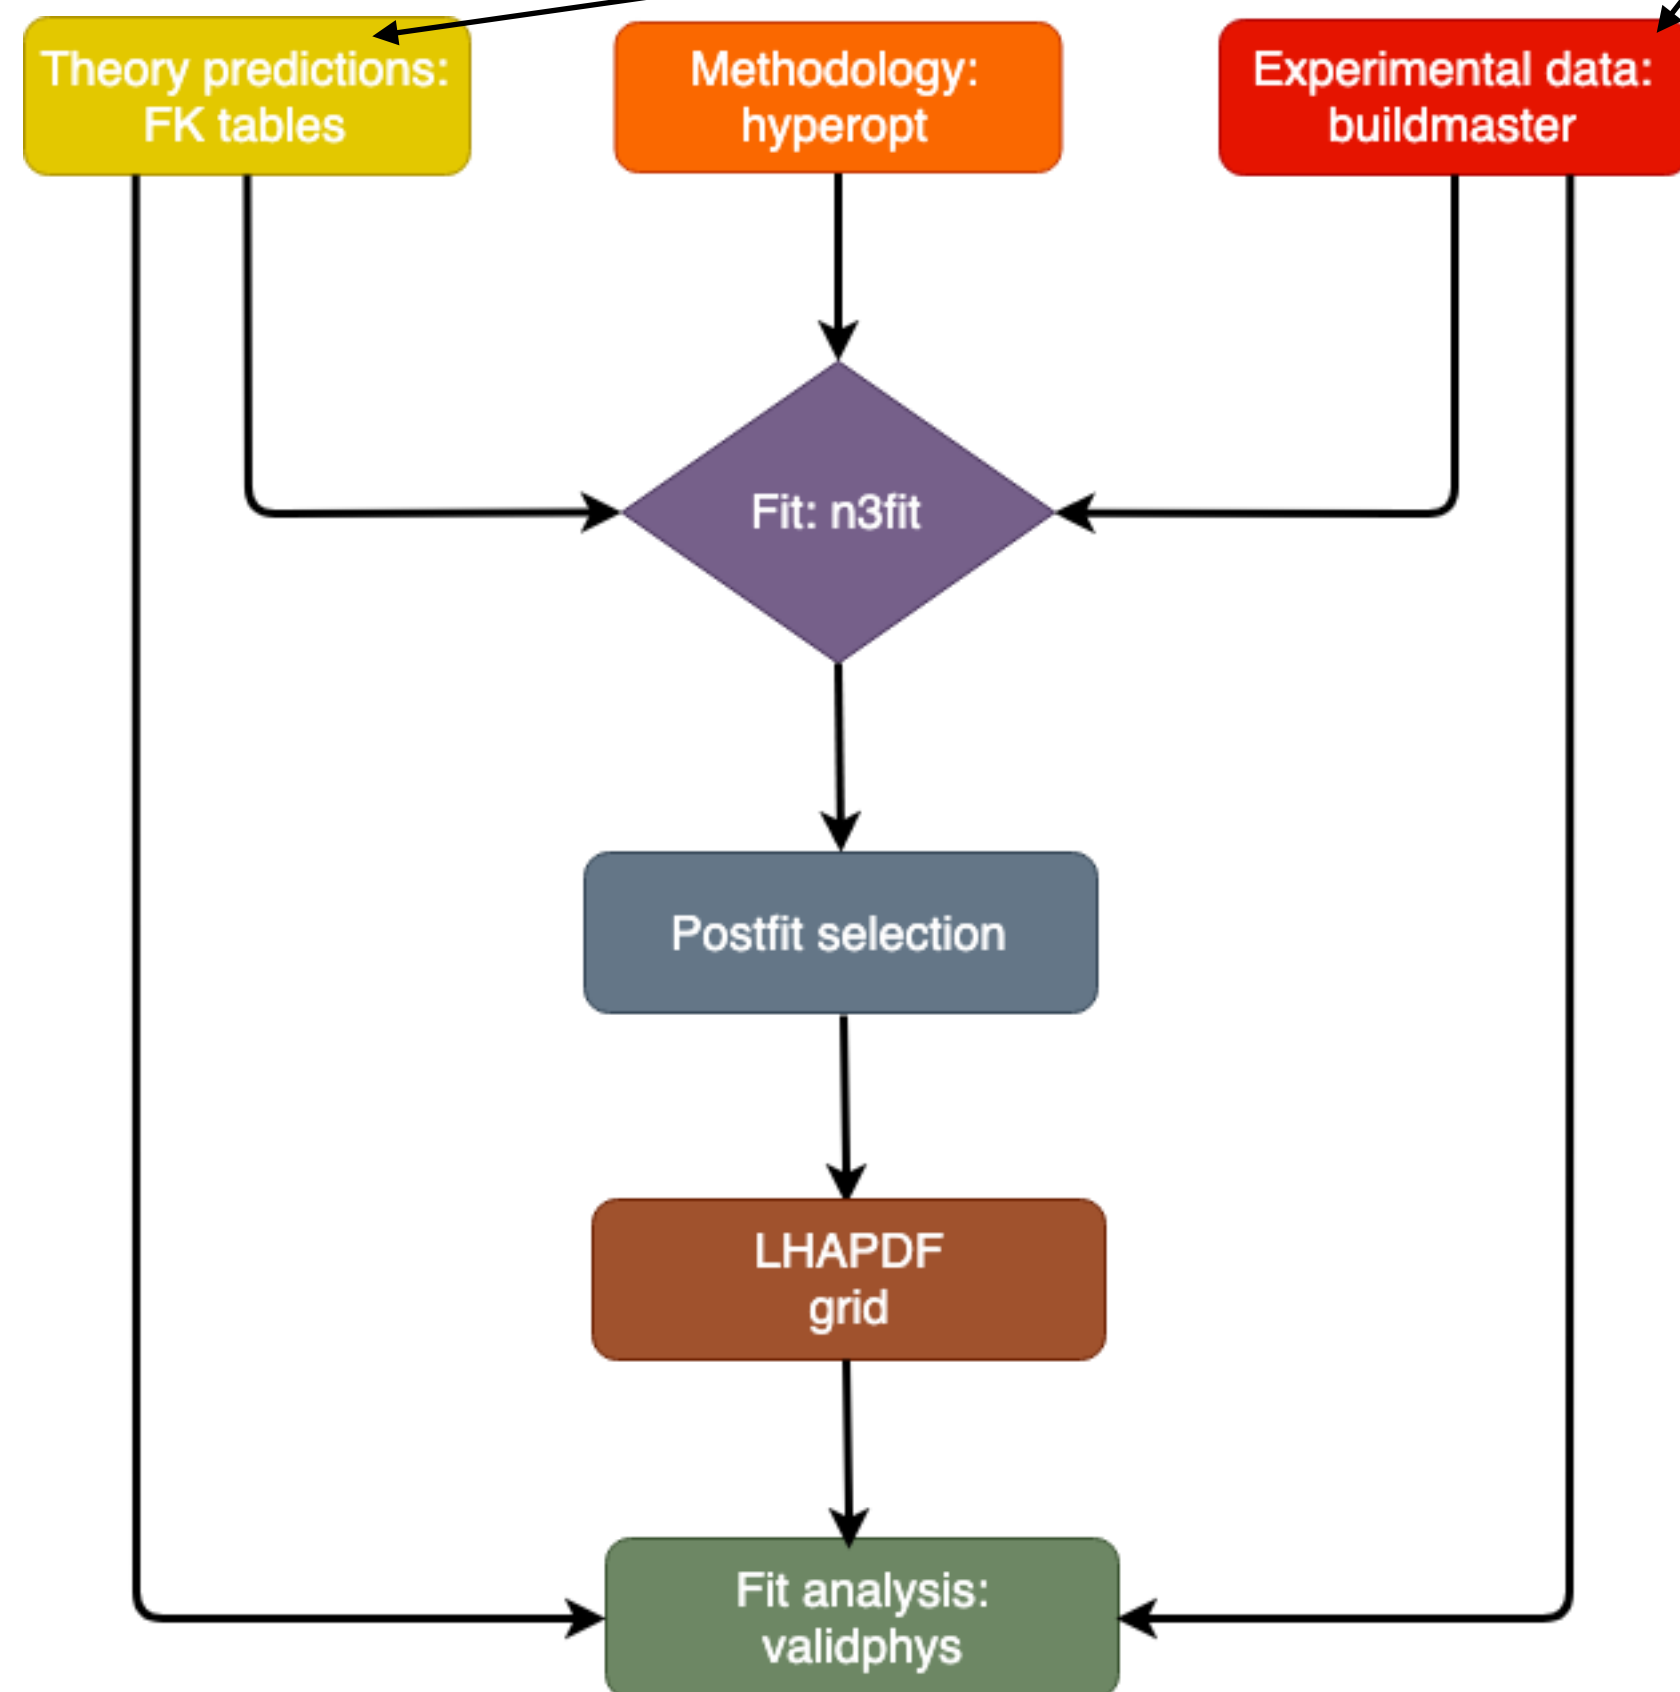 Theory predictions:
FK tables
Methodology:
hyperopt
Experimental data:
buildmaster
Fit: n3fit
Postfit selection
LHAPDF
grid
Fit analysis:
validphys